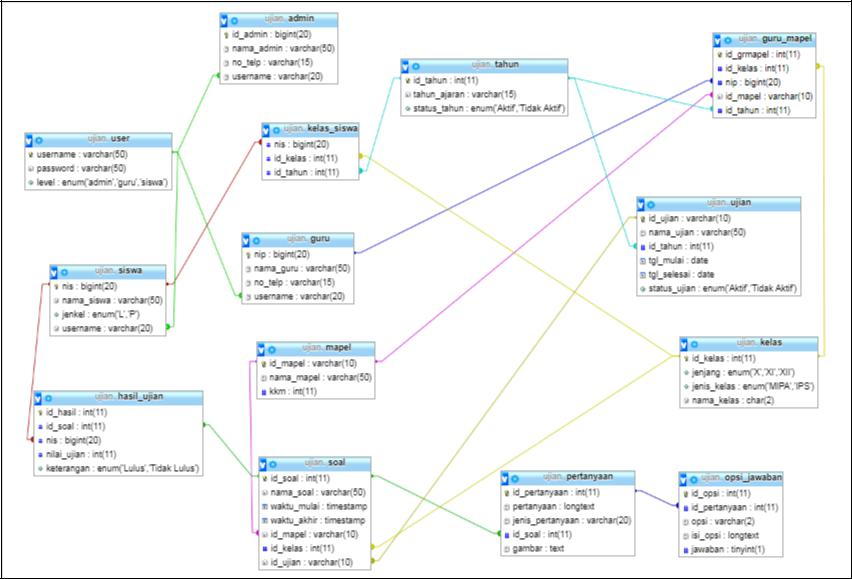 ujian admin
id_admin : bigint(20)
nama_admin : varchar(50)
no_telp : varchar(15)
username : varchar(20)
ujian guru_mapel
id_grmapel : int(11)
id_kelas : int(11)
nip : bigint(20)
id_mapel : varchar(10)
id_tahun : int(11)
ujian tahun
id_tahun : int(11)
tahun_ajaran : varchar(15)
status_tahun : enum('Aktif','Tidak Aktif')
ujian kelas_siswa
nis : bigint(20)
id_kelas : int(11)
id_tahun : int(11)
ujian user
username : varchar(50)
password : varchar(50)
level : enum('admin','guru','siswa')
ujian ujian
id_ujian : varchar(10)
nama_ujian : varchar(50)
id_tahun : int(11)
tgl_mulai : date
tgl_selesai : date
status_ujian : enum('Aktif','Tidak Aktif')
ujian guru
nip : bigint(20)
nama_guru : varchar(50)
no_telp : varchar(15)
username : varchar(20)
ujian siswa
nis : bigint(20)
nama_siswa : varchar(50)
jenkel : enum('L','P')
username : varchar(20)
ujian mapel
id_mapel : varchar(10)
nama_mapel : varchar(50)
kkm : int(11)
ujian kelas
id_kelas : int(11)
jenjang : enum('X','XI','XII')
jenis_kelas : enum('MIPA','IPS')
nama_kelas : char(2)
ujian hasil_ujian
id_hasil : int(11)
id_soal : int(11)
nis : bigint(20)
nilai_ujian : int(11)
keterangan : enum('Lulus','Tidak Lulus')
ujian soal
id_soal : int(11)
nama_soal : varchar(50)
waktu_mulai : timestamp
waktu_akhir : timestamp
id_mapel : varchar(10)
id_kelas : int(11)
id_ujian : varchar(10)
ujian pertanyaan
id_pertanyaan : int(11)
pertanyaan : longtext
jenis_pertanyaan : varchar(20)
id_soal : int(11)
gambar : text
ujian opsi_jawaban
id_opsi : int(11)
id_pertanyaan : int(11)
opsi : varchar(2)
isi_opsi : longtext
jawaban : tinyint(1)